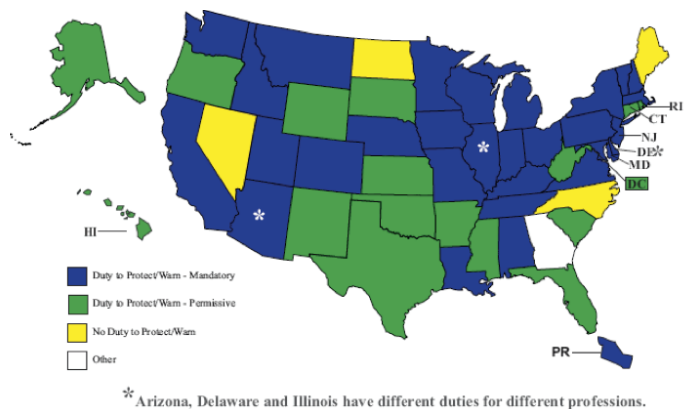 RI
CT
NJ
DE*
MD
DC
*
*
HI
Duty to Protect/Warn - Mandatory
Duty to Protect/Warn - Permissive
No Duty to Protect/Warn
Other
PR
*Arizona, Delaware and Illinois have different duties for different professions.